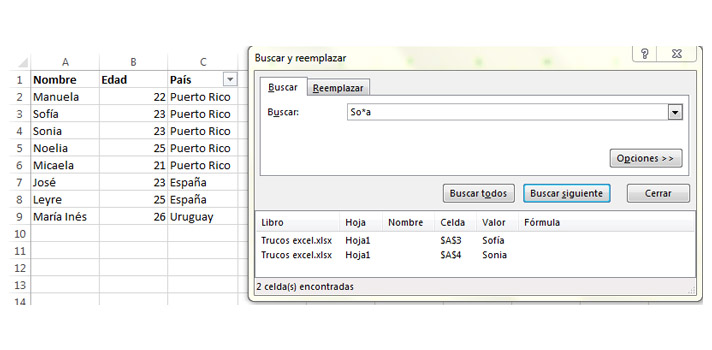 A B C
1 Nombre Edad País
2 Manuela 22 Puerto Rico
3 Sofía 23 Puerto Rico
4 Sonia 23 Puerto Rico
5 Noelia 25 Puerto Rico
6 Micaela 21 Puerto Rico
7 José 23 España
8 Leyre 25 España
9 María Inés 26 Uruguay
10
11
12
13
14
Buscar y reemplazar
Buscar Reemplazar
Buscar: So*a
Opciones >>
Buscar todos Buscar siguiente Cerrar
Libro Hoja Nombre Celda Valor Fórmula
Trucos excel.xlsx Hoja1 $A$3 Sofía
Trucos excel.xlsx Hoja1 $A$4 Sonia
2 celda(s) encontradas